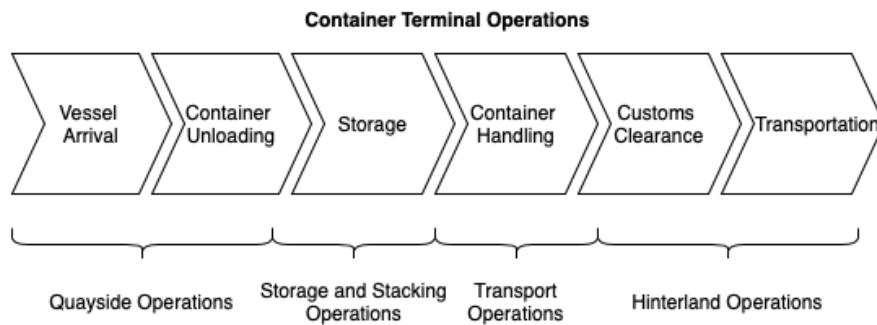 Container Terminal Operations
Vessel
Arrival
Container
Unloading
Storage
Container
Handling
Customs
Clearance
Transportation
Quayside Operations
Storage and Stacking
Operations
Transport
Operations
Hinterland Operations